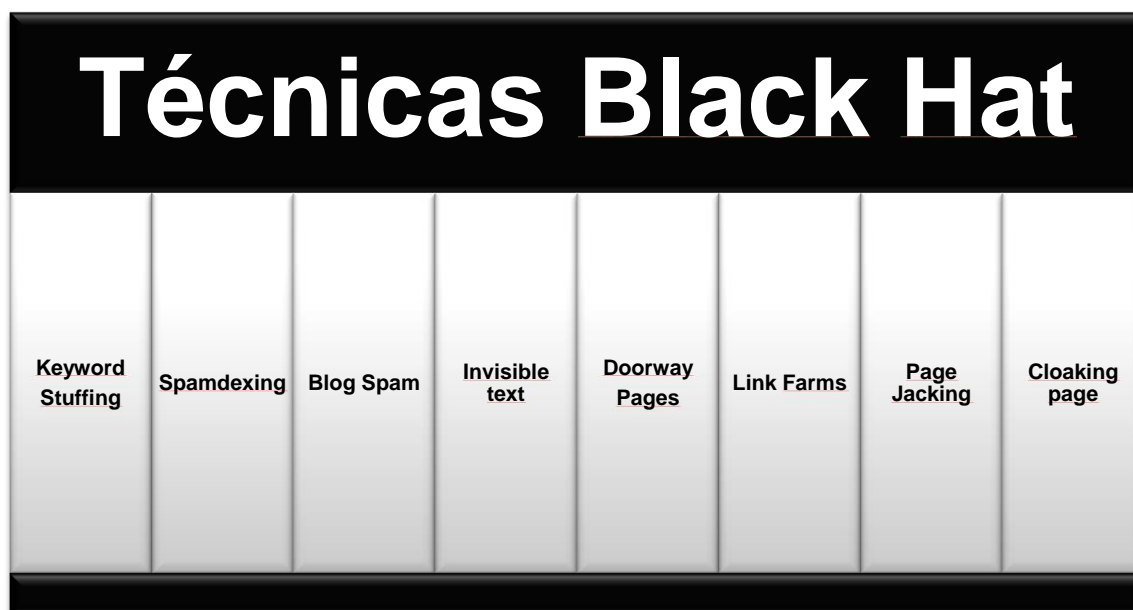 Técnicas Black Hat
Keyword
Stuffing
Spamdexing
Blog Spam
Invisible
text
Doorway
Pages
Link Farms
Page
Jacking
Cloaking
page